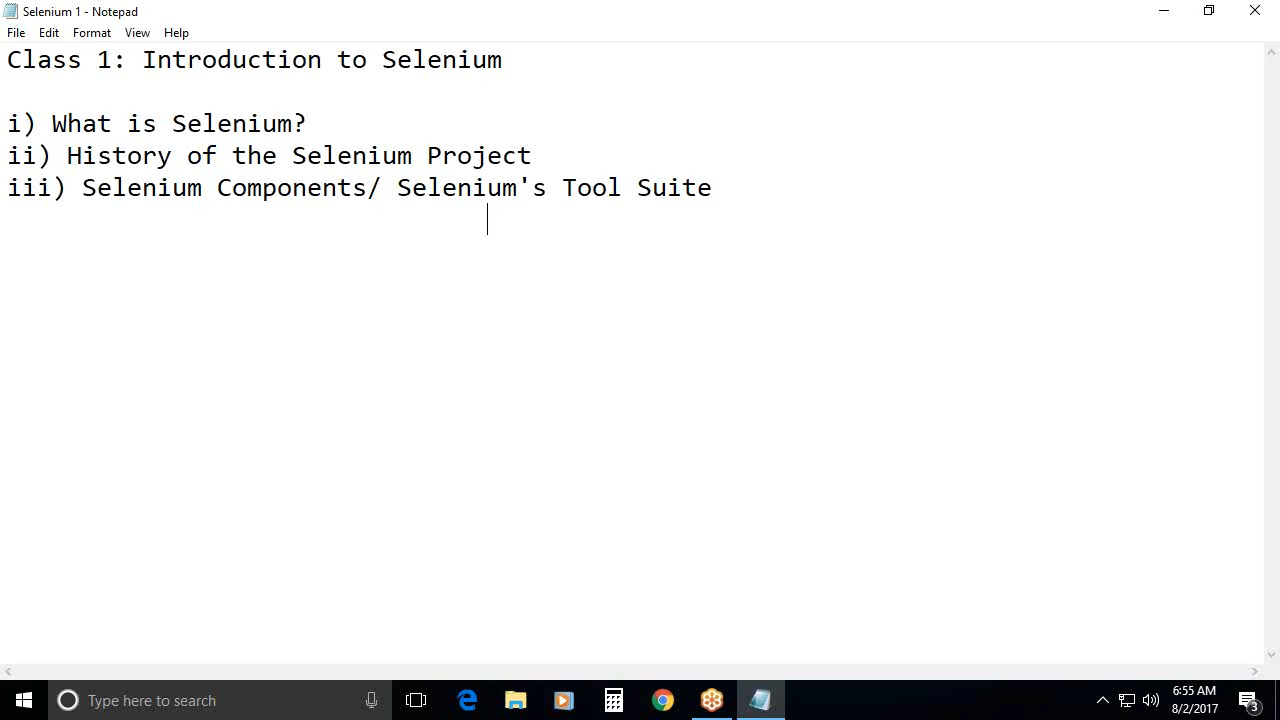 Selenium 1 - Notepad
File Edit Format View Help
Class 1: Introduction to Selenium
i) What is Selenium?
ii) History of the Selenium Project
iii) Selenium Components/ Selenium's Tool Suite
Type here to search
6:55 AM
8/2/2017
3